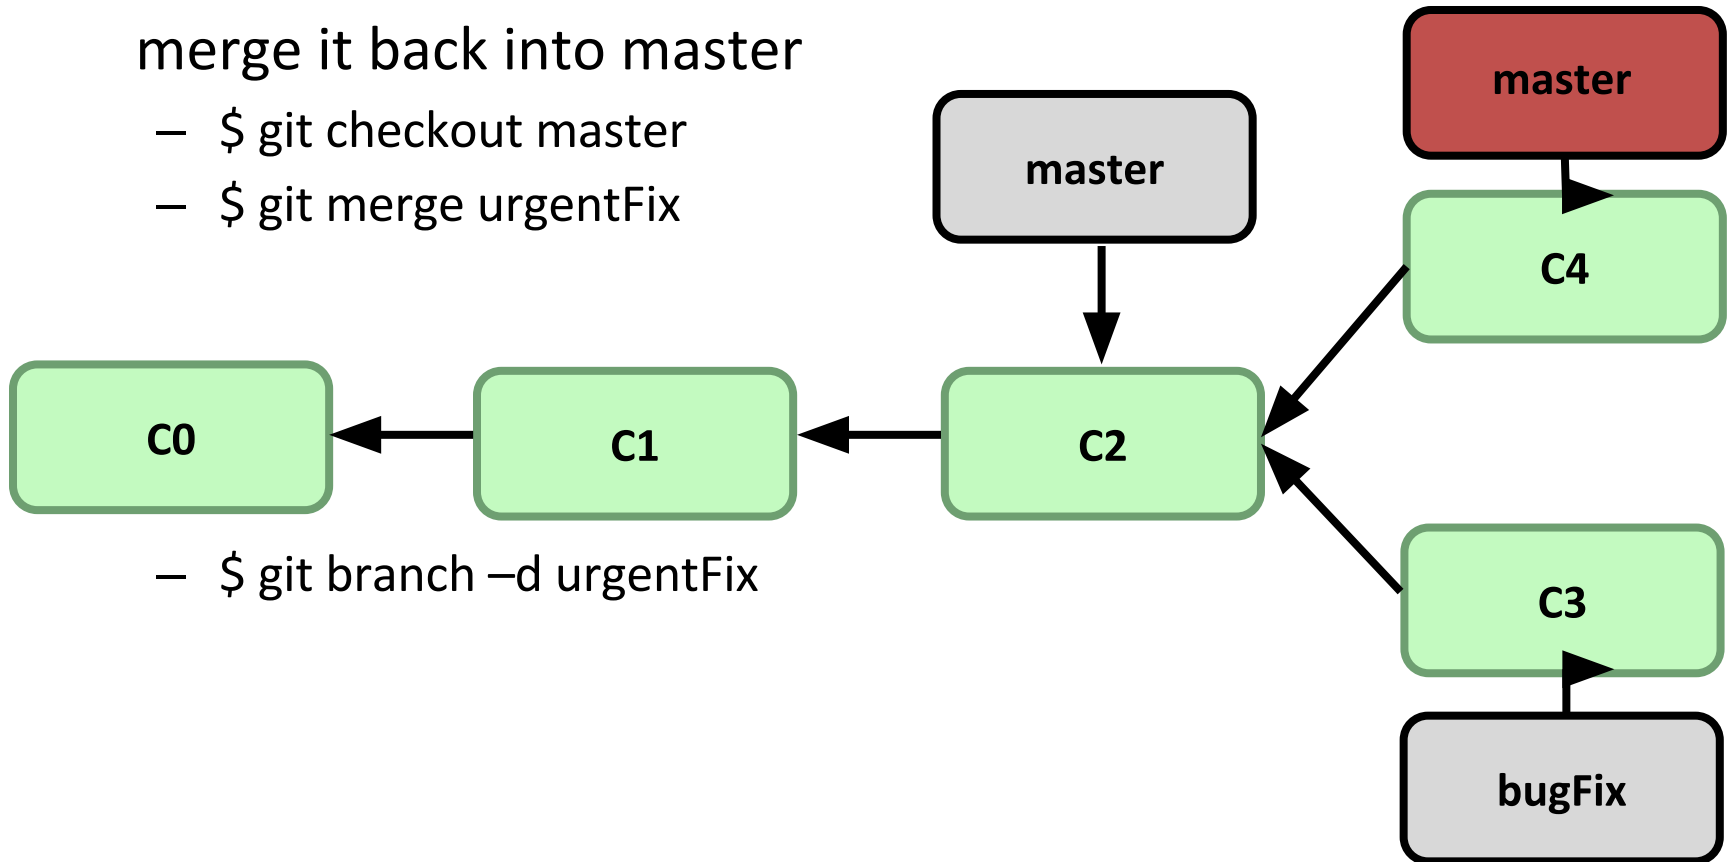 merge it back into master
– $ git checkout master
– $ git merge urgentFix
master
master
C4
C0
C1
C2
– $ git branch –d urgentFix
C3
bugFix